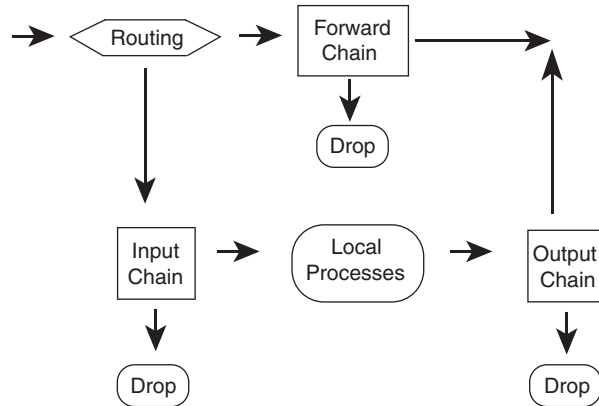 Routing
Forward
Chain
Drop
Input
Chain
Local
Processes
Output
Chain
Drop
Drop